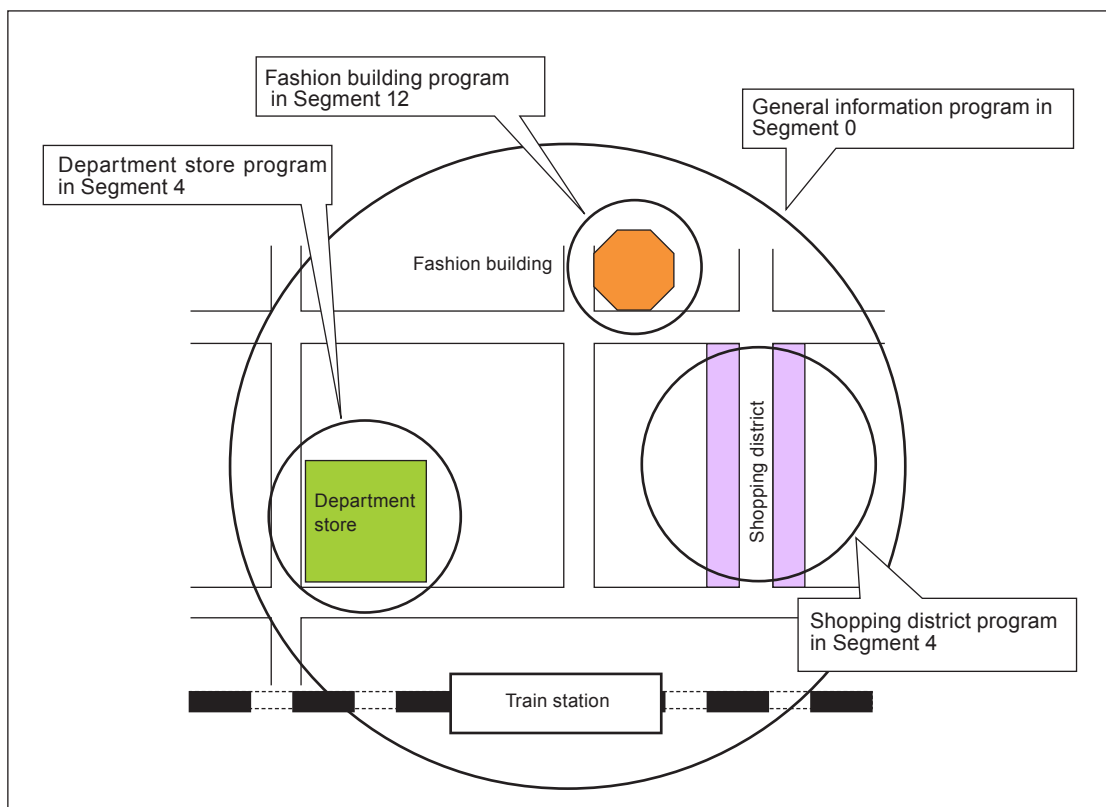 Fashion building program
in Segment 12
General information program in
Segment 0
Department store program
in Segment 4
Fashion building
Department
store
Shopping district
Shopping district program
in Segment 4
Train station